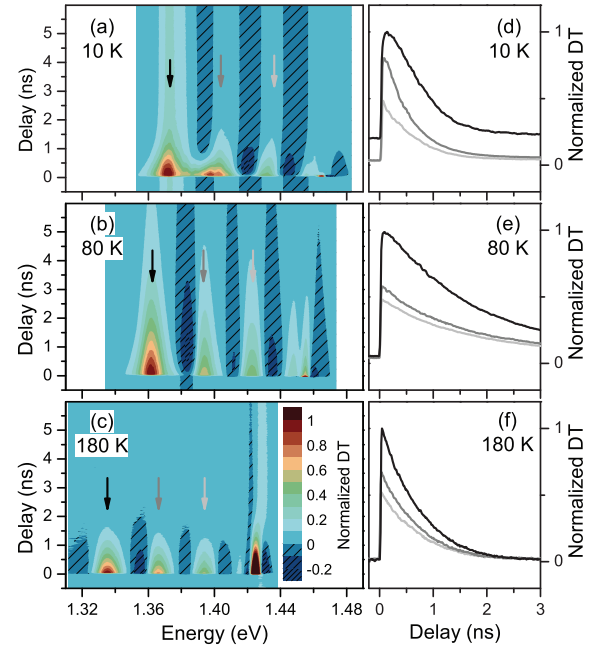 (a)
10 K
Delay (ns)
5
4
3
2
1
0
(d)
10 K
Normalized DT
1
0
(b)
80 K
Delay (ns)
5
4
3
2
1
0
(e)
80 K
Normalized DT
1
0
(c)
180 K
Delay (ns)
5
4
3
2
1
0
1
0.8
0.6
0.4
0.2
0
-0.2
Normalized DT
(f)
180 K
Normalized DT
1
0
1.32 1.36 1.40 1.44 1.48
Energy (eV)
0 1 2 3
Delay (ns)